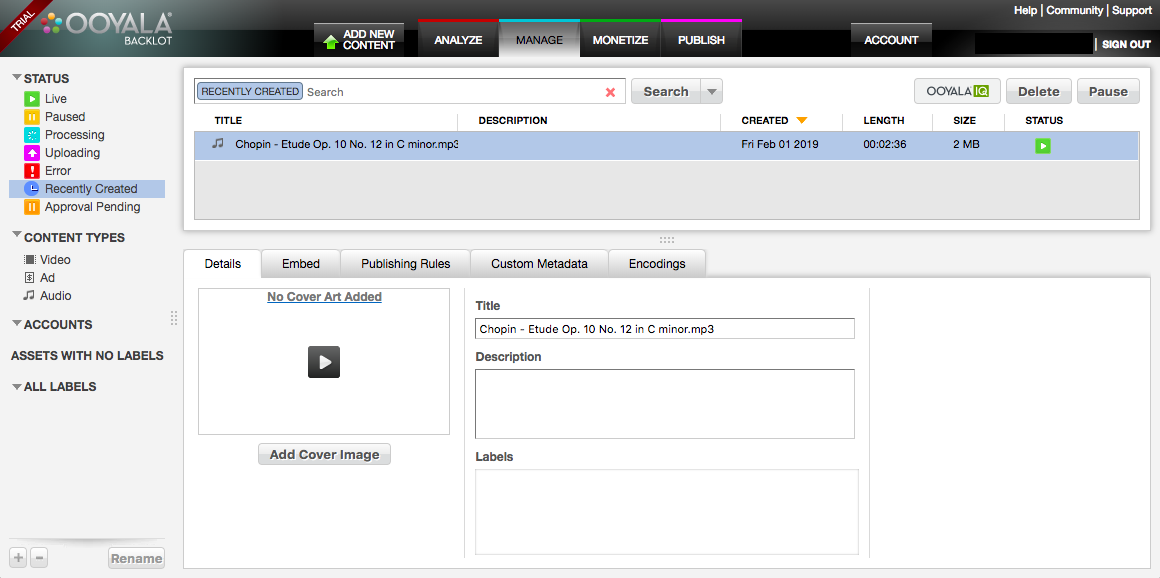 TRIAL
OOYALA
BACKLOT
Help | Community | Support
ADD NEW
CONTENT
ANALYZE
MANAGE
MONETIZE
PUBLISH
ACCOUNT
| SIGN OUT
STATUS
Live
Paused
Processing
Uploading
Error
Recently Created
Approval Pending
CONTENT TYPES
Video
Ad
Audio
ACCOUNTS
ASSETS WITH NO LABELS
ALL LABELS
+ - Rename
RECENTLY CREATED Search
Search
OOYALA IQ
Delete
Pause
TITLE DESCRIPTION CREATED LENGTH SIZE STATUS
Chopin - Etude Op. 10 No. 12 in C minor.mp3 Fri Feb 01 2019 00:02:36 2 MB
Details Embed Publishing Rules Custom Metadata Encodings
No Cover Art Added
Add Cover Image
Title
Chopin - Etude Op. 10 No. 12 in C minor.mp3
Description
Labels